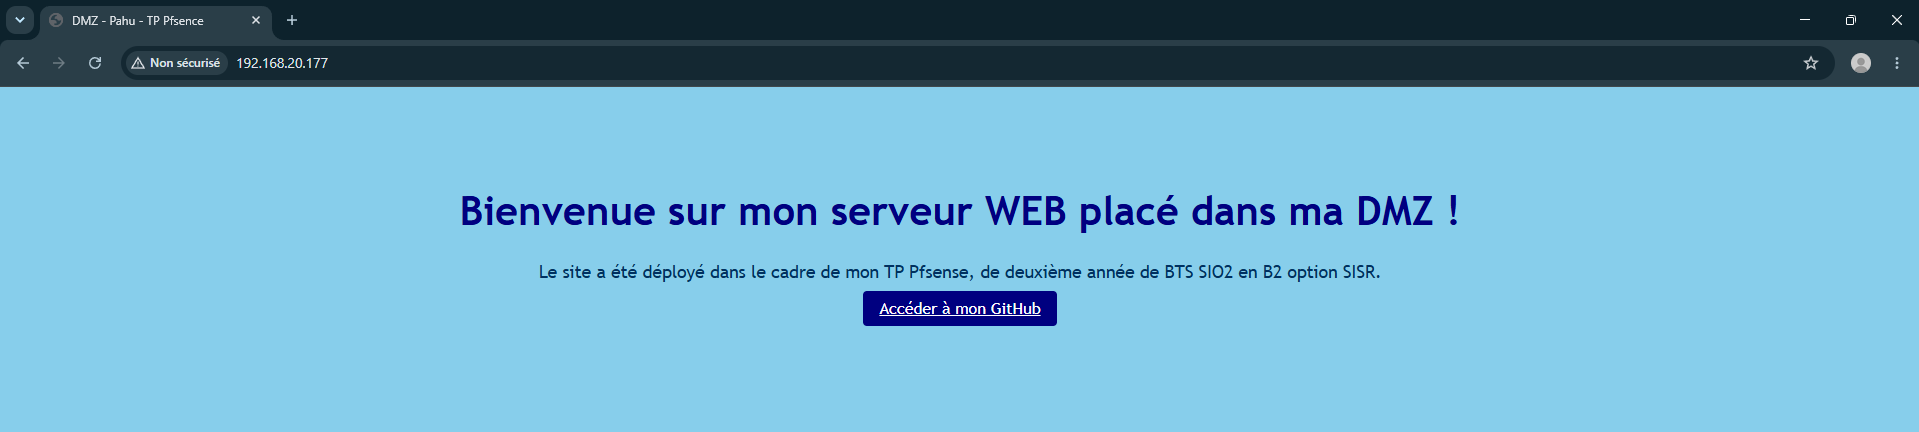 DMZ - Pahu - TP Pfsence
Non sécurisé 192.168.20.177
Bienvenue sur mon serveur WEB placé dans ma DMZ !
Le site a été déployé dans le cadre de mon TP Pfsense, de deuxième année de BTS SIO2 en B2 option SISR.
Accéder à mon GitHub